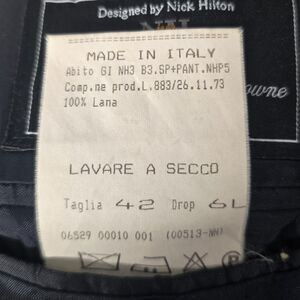 Designed by Nick Hilton
MADE IN ITALY
Abito GI NH3 B3.SP+PANT.NHP5
Comp.ne prod.L.883/26.11.73
100% Lana
LAVARE A SECCO
Taglia 42 Drop 6L
06529 00010 001 (00513-NN)